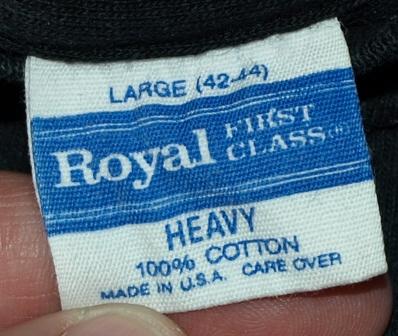 LARGE (42-44)
Royal FIRST CLASS
HEAVY
100% COTTON
MADE IN U.S.A. CARE OVER